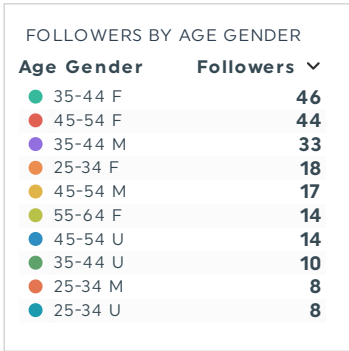 FOLLOWERS BY AGE GENDER
Age Gender Followers
35-44 F 46
45-54 F 44
35-44 M 33
25-34 F 18
45-54 M 17
55-64 F 14
45-54 U 14
35-44 U 10
25-34 M 8
25-34 U 8